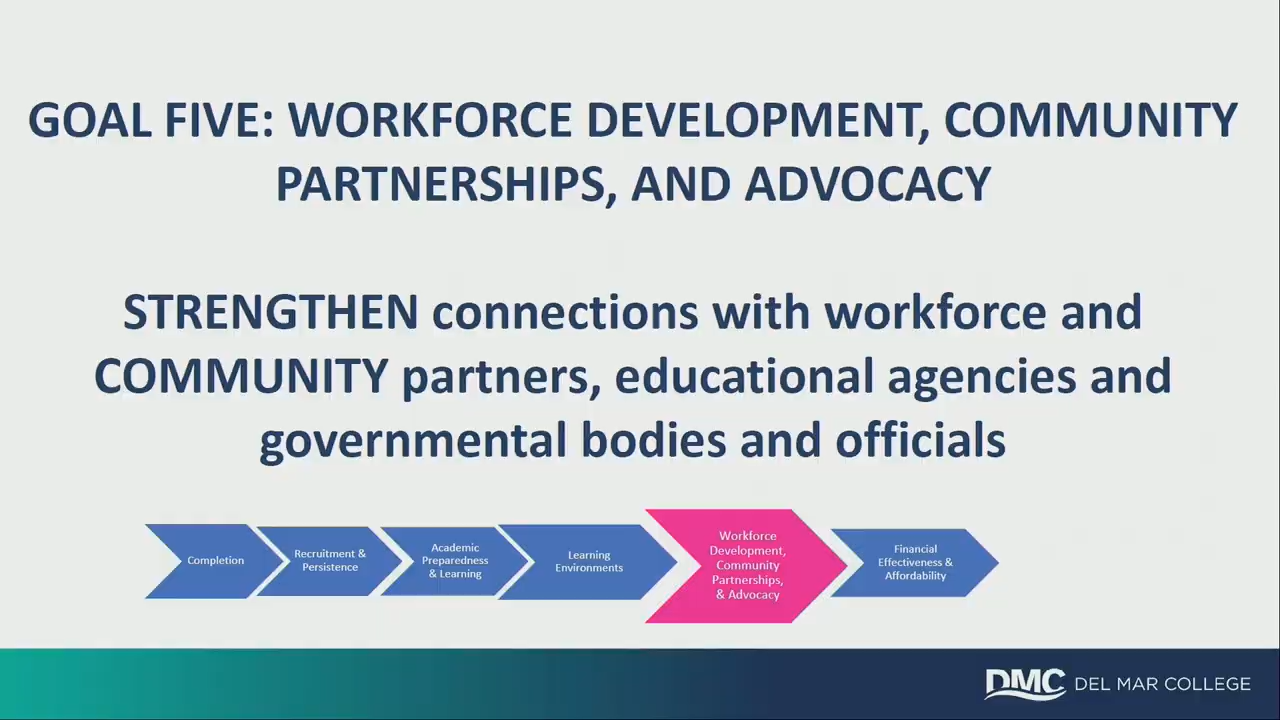 GOAL FIVE: WORKFORCE DEVELOPMENT, COMMUNITY
PARTNERSHIPS, AND ADVOCACY
STRENGTHEN connections with workforce and
COMMUNITY partners, educational agencies and
governmental bodies and officials
Completion
Recruitment &
Persistence
Academic
Preparedness
& Learning
Learning
Environments
Workforce
Development,
Community
Partnerships,
& Advocacy
Financial
Effectiveness &
Affordability
DMC DEL MAR COLLEGE